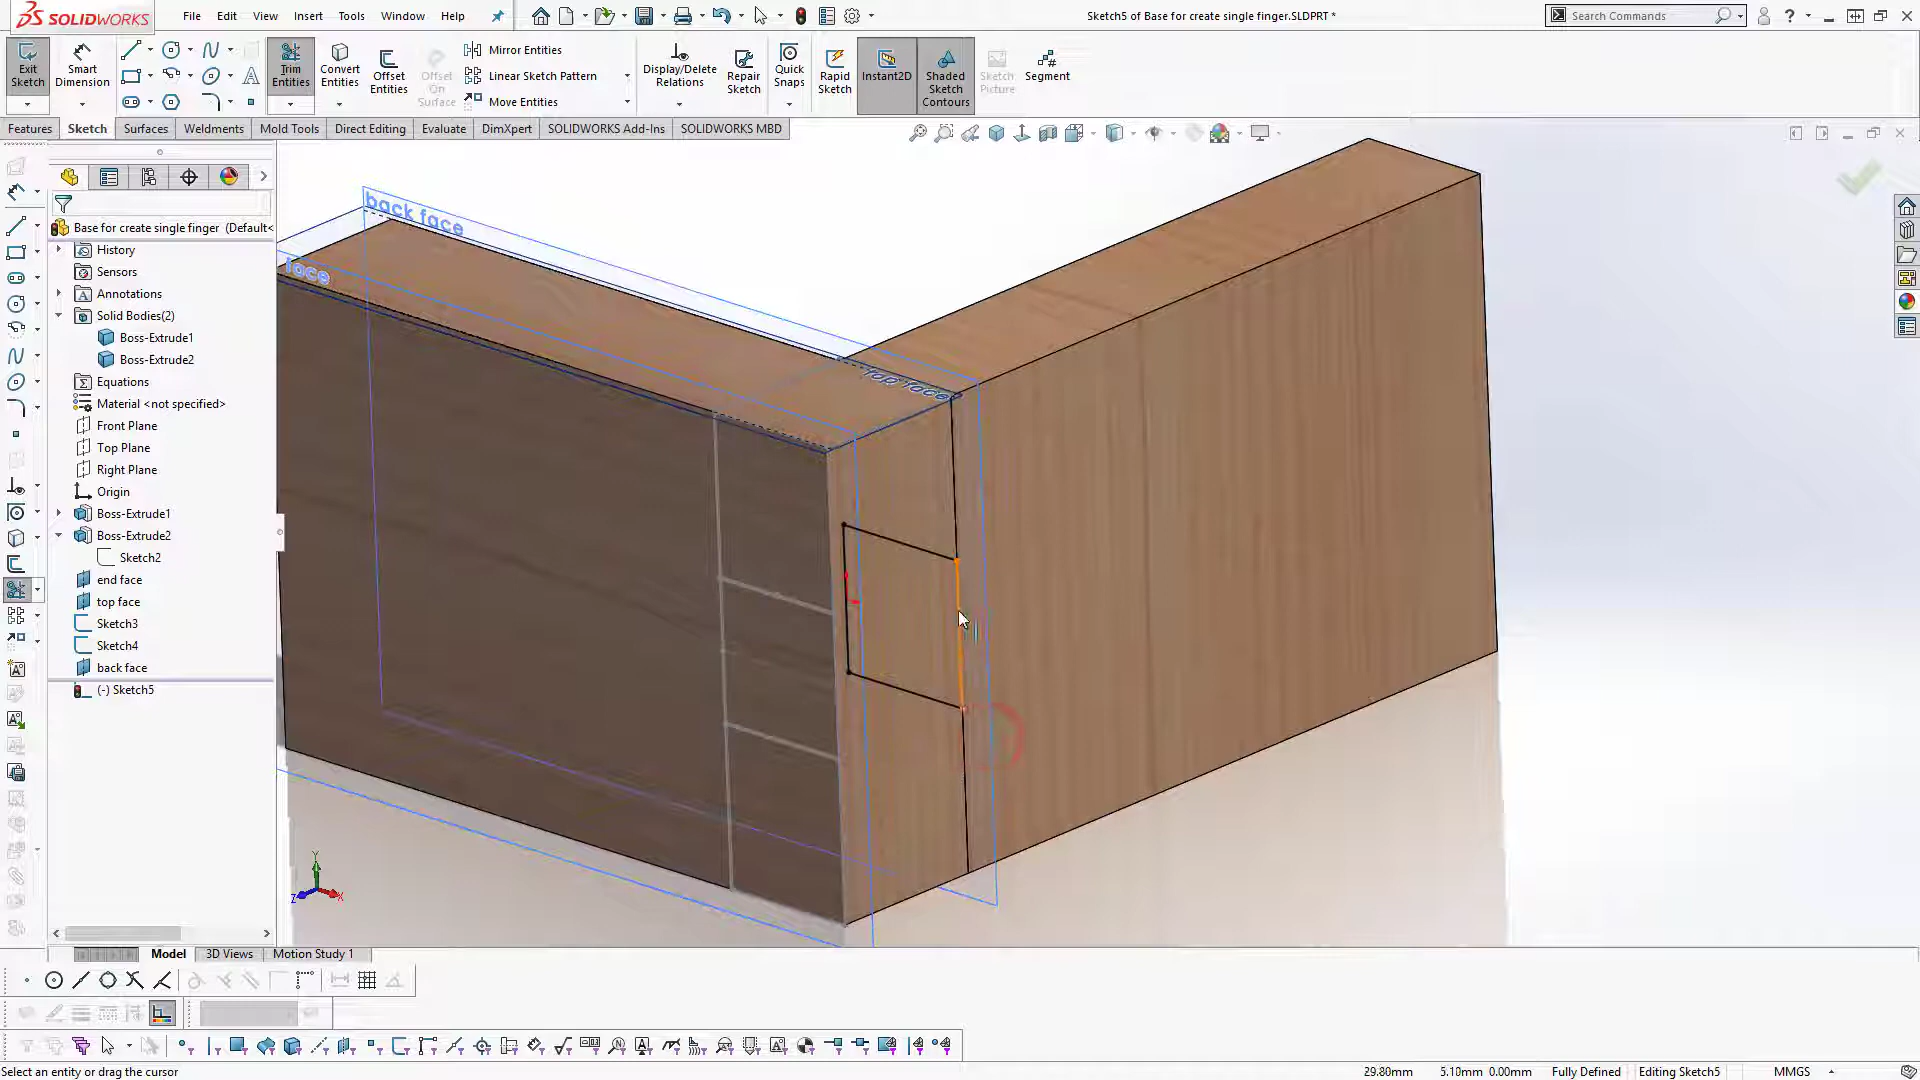 SOLIDWORKS
File
Edit
View
Insert
Tools
Window
Help
Sketch5 of Base for create single finger.SLDPRT *
Search Commands
Exit Sketch
Smart Dimension
Trim Entities
Convert Entities
Offset Entities
Offset On Surface
Mirror Entities
Linear Sketch Pattern
Move Entities
Display/Delete Relations
Repair Sketch
Quick Snaps
Rapid Sketch
Instant2D
Shaded Sketch Contours
Sketch Picture
Segment
Features
Sketch
Surfaces
Weldments
Mold Tools
Direct Editing
Evaluate
DimXpert
SOLIDWORKS Add-Ins
SOLIDWORKS MBD
Base for create single finger (Default<
History
Sensors
Annotations
Solid Bodies(2)
Boss-Extrude1
Boss-Extrude2
Equations
Material <not specified>
Front Plane
Top Plane
Right Plane
Origin
Boss-Extrude1
Boss-Extrude2
Sketch2
end face
top face
Sketch3
Sketch4
back face
(-) Sketch5
back face
face
top face
Y
Z
X
Model
3D Views
Motion Study 1
Select an entity or drag the cursor
29.80mm
5.10mm
0.00mm
Fully Defined
Editing Sketch5
MMGS